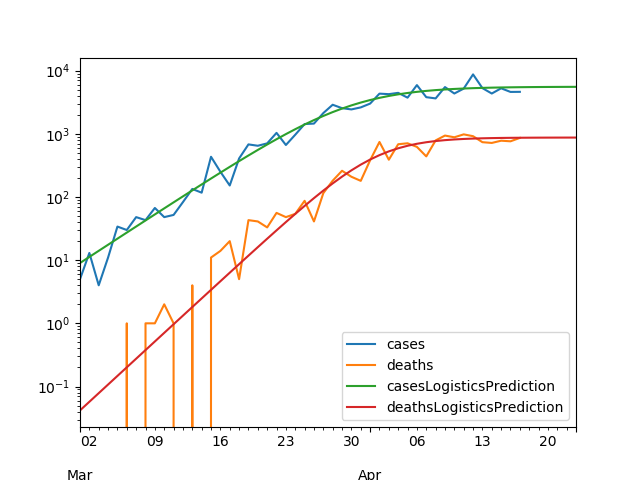 10⁴
10³
10²
10¹
10⁰
10⁻¹
cases
deaths
casesLogisticsPrediction
deathsLogisticsPrediction
02 09 16 23 30 06 13 20
Mar Apr